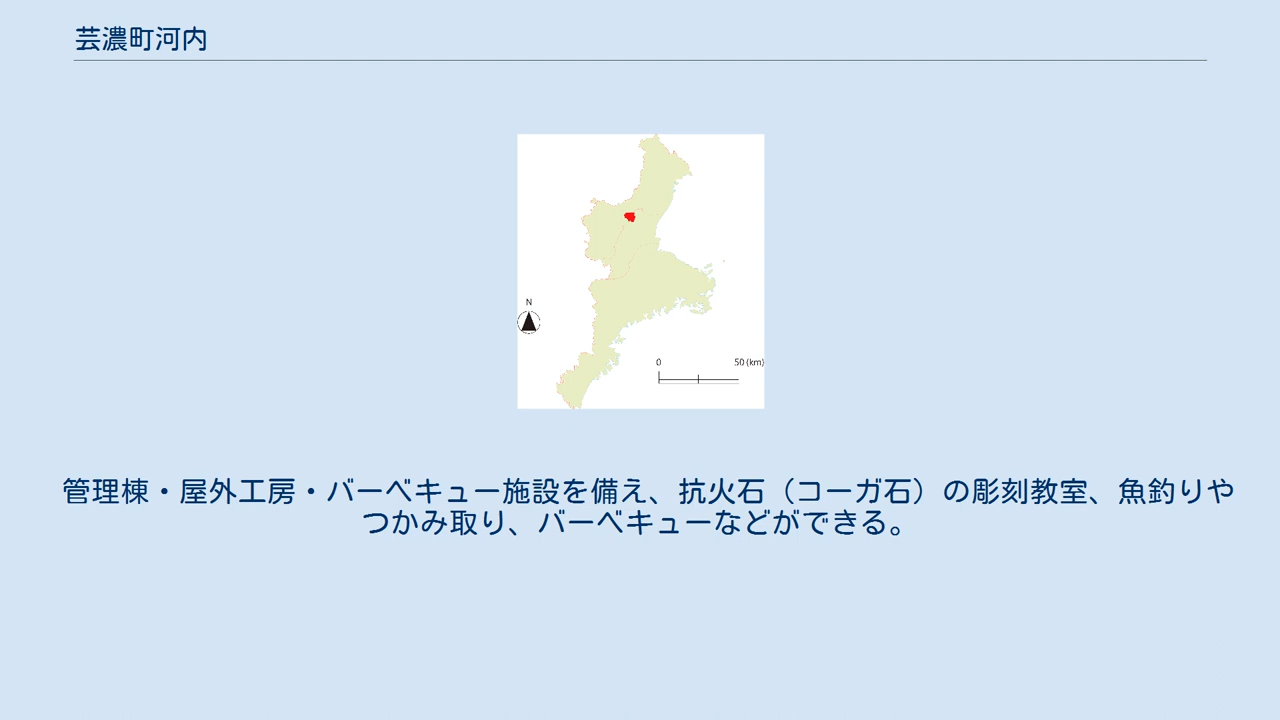 芸濃町河内
N
0 50 (km)
管理棟・屋外工房・バーベキュー施設を備え、抗火石（コーガ石）の彫刻教室、魚釣りや
つかみ取り、バーベキューなどができる。